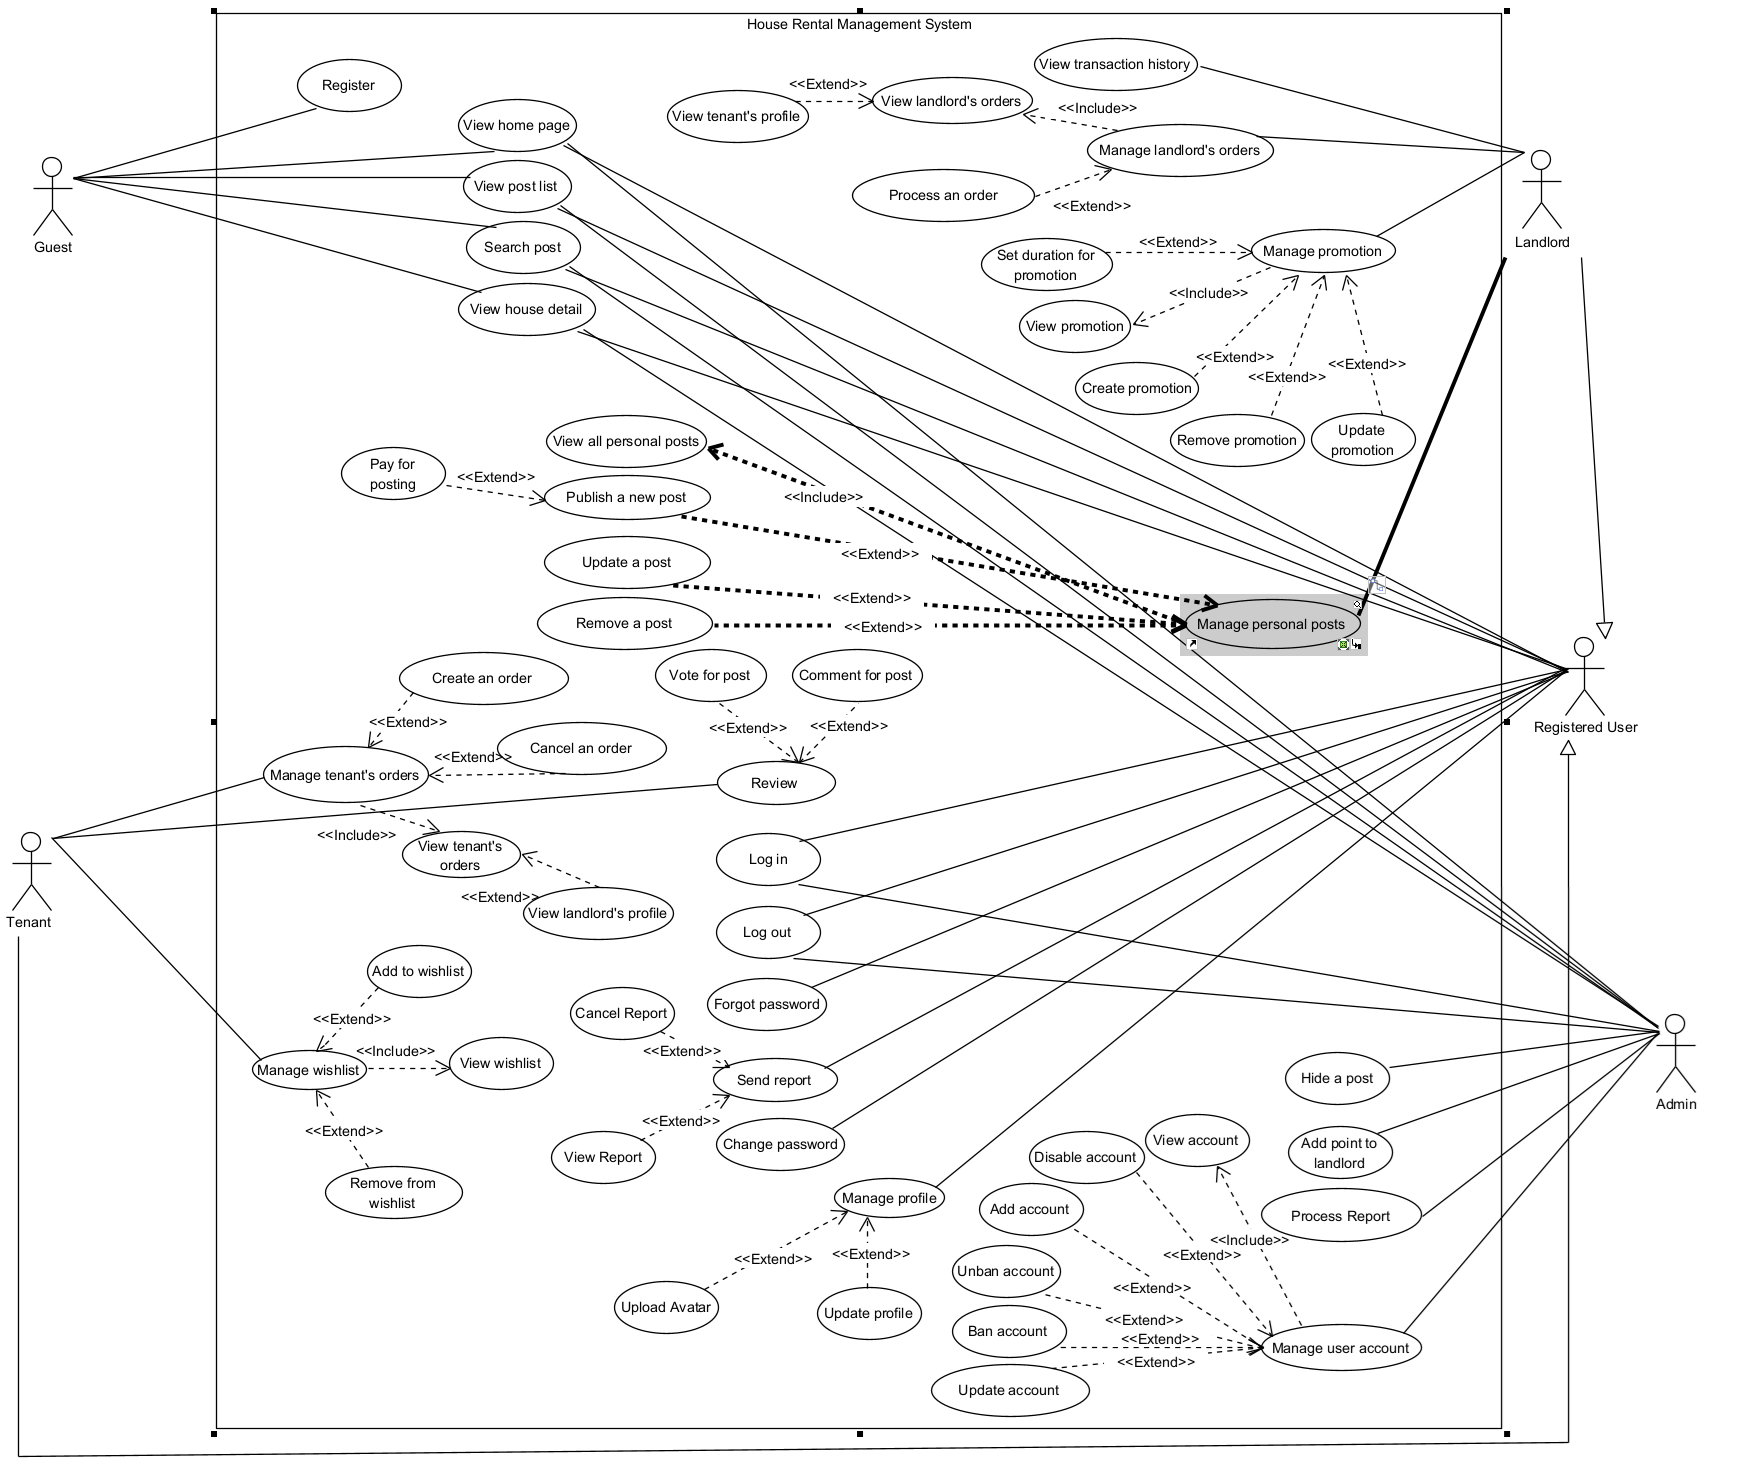 House Rental Management System
Register
View home page
View post list
Search post
View house detail
Guest
View transaction history
<<Extend>>
View landlord's orders
View tenant's profile
<<Include>>
Manage landlord's orders
Process an order
<<Extend>>
Landlord
Set duration for
promotion
<<Extend>>
Manage promotion
<<Include>>
View promotion
<<Extend>>
<<Extend>>
<<Extend>>
Create promotion
Remove promotion
Update
promotion
View all personal posts
Pay for
posting
<<Extend>>
Publish a new post
<<Include>>
<<Extend>>
Update a post
<<Extend>>
Remove a post
<<Extend>>
Manage personal posts
Create an order
Vote for post
Comment for post
<<Extend>>
<<Extend>>
<<Extend>>
Registered User
<<Extend>>
Cancel an order
Manage tenant's orders
Review
<<Include>>
View tenant's
orders
Log in
<<Extend>>
View landlord's profile
Tenant
Log out
Add to wishlist
Forgot password
Cancel Report
<<Extend>>
<<Include>>
<<Extend>>
Manage wishlist
View wishlist
Send report
Hide a post
Admin
<<Extend>>
<<Extend>>
Change password
View Report
Remove from
wishlist
View account
Disable account
Add point to
landlord
Manage profile
Add account
Process Report
<<Extend>>
<<Extend>>
<<Include>>
<<Extend>>
Unban account
<<Extend>>
Upload Avatar
Update profile
<<Extend>>
Ban account
<<Extend>>
Manage user account
<<Extend>>
Update account